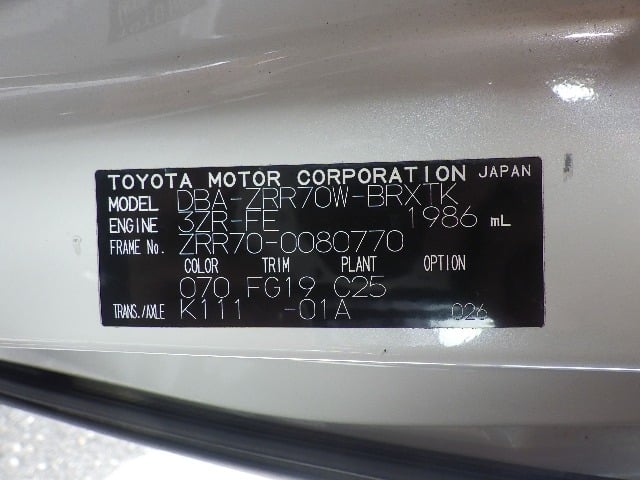 TOYOTA MOTOR CORPORATION JAPAN
MODEL DBA-ZRR70W-BRXTK
ENGINE 3ZR-FE 1986 mL
FRAME No. ZRR70-0080770
COLOR TRIM PLANT OPTION
070 FG19 C25
TRANS./AXLE K111 -01A 026